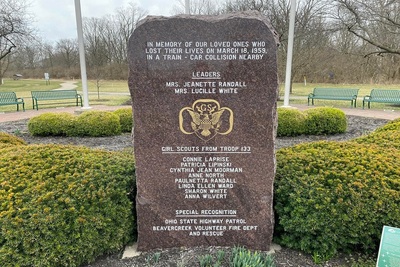 IN MEMORY OF OUR LOVED ONES WHO
LOST THEIR LIVES ON MARCH 18, 1959,
IN A TRAIN - CAR COLLISION NEARBY
LEADERS
MRS. JEANETTE RANDALL
MRS. LUCILLE WHITE
GS
GIRL SCOUTS FROM TROOP 133
CONNIE LAPRISE
PATRICIA LIPINSKI
CYNTHIA JEAN MOORMAN
ANNE NORTH
PAULNETTA RANDALL
LINDA ELLEN WARD
SHARON WHITE
ANNA WILVERT
SPECIAL RECOGNITION
OHIO STATE HIGHWAY PATROL
BEAVERCREEK VOLUNTEER FIRE DEPT
AND RESCUE